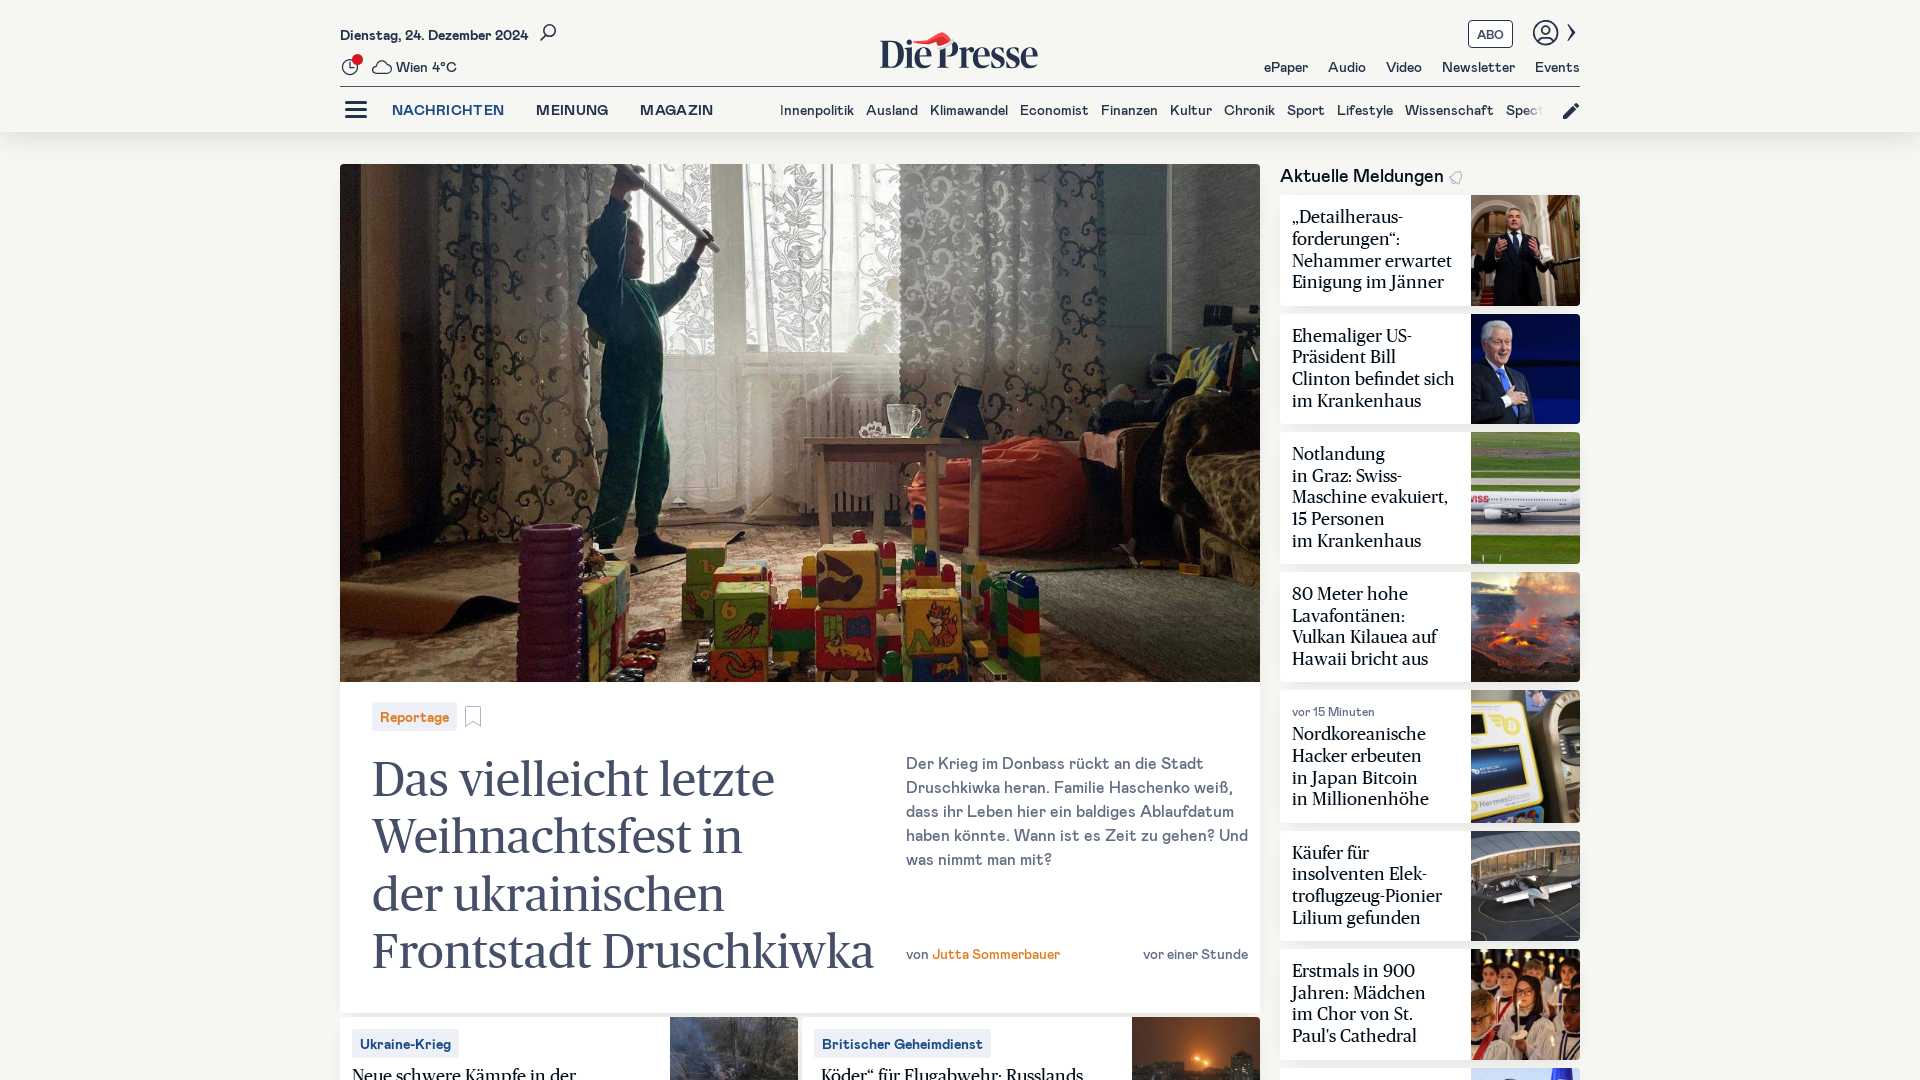 Dienstag, 24. Dezember 2024
Wien 4°C
Die Presse
ABO
ePaper
Audio
Video
Newsletter
Events
NACHRICHTEN
MEINUNG
MAGAZIN
Innenpolitik
Ausland
Klimawandel
Economist
Finanzen
Kultur
Chronik
Sport
Lifestyle
Wissenschaft
Spect
Reportage
Das vielleicht letzte
Weihnachtsfest in
der ukrainischen
Frontstadt Druschkiwka
Der Krieg im Donbass rückt an die Stadt
Druschkiwka heran. Familie Haschenko weiß,
dass ihr Leben hier ein baldiges Ablaufdatum
haben könnte. Wann ist es Zeit zu gehen? Und
was nimmt man mit?
von Jutta Sommerbauer
vor einer Stunde
Ukraine-Krieg
Neue schwere Kämpfe in der
Britischer Geheimdienst
Köder“ für Flugabwehr: Russlands
Aktuelle Meldungen
„Detailheraus-
forderungen“:
Nehammer erwartet
Einigung im Jänner
Ehemaliger US-
Präsident Bill
Clinton befindet sich
im Krankenhaus
Notlandung
in Graz: Swiss-
Maschine evakuiert,
15 Personen
im Krankenhaus
80 Meter hohe
Lavafontänen:
Vulkan Kilauea auf
Hawaii bricht aus
vor 15 Minuten
Nordkoreanische
Hacker erbeuten
in Japan Bitcoin
in Millionenhöhe
Käufer für
insolventen Elek-
troflugzeug-Pionier
Lilium gefunden
Erstmals in 900
Jahren: Mädchen
im Chor von St.
Paul's Cathedral